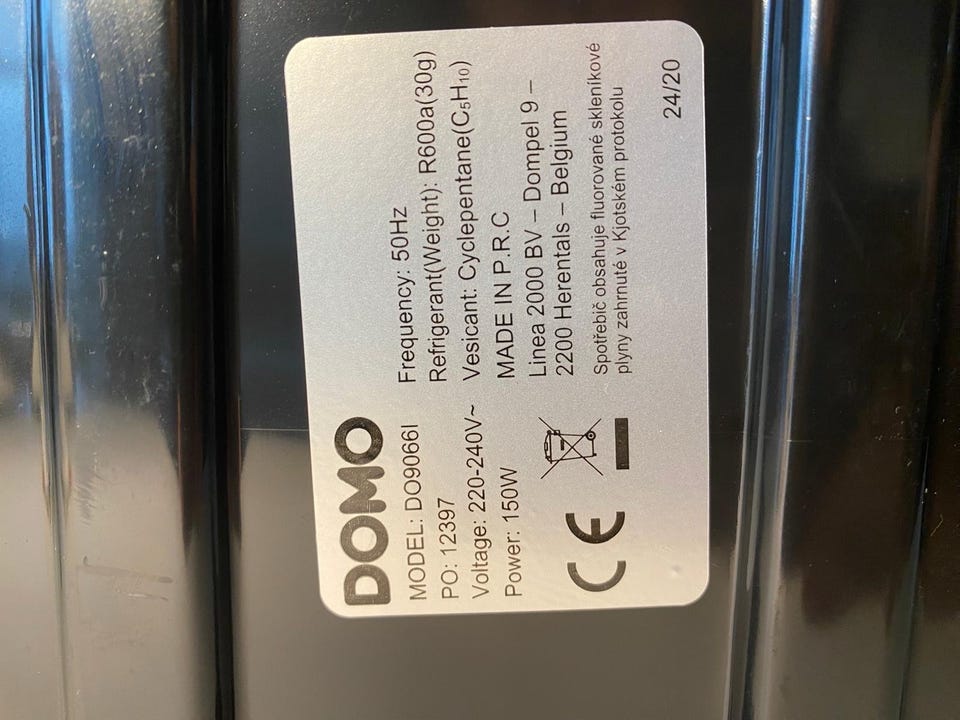 DOMO
MODEL: DO9066I
PO: 12397
Voltage: 220-240V~
Power: 150W
Frequency: 50Hz
Refrigerant(Weight): R600a(30g)
Vesicant: Cyclepentane(C₅H₁₀)
MADE IN P.R.C
Linea 2000 BV – Dompel 9 –
2200 Herentals – Belgium
Spotřebič obsahuje fluorované skleníkové
plyny zahrnuté v Kjotském protokolu
CE
24/20